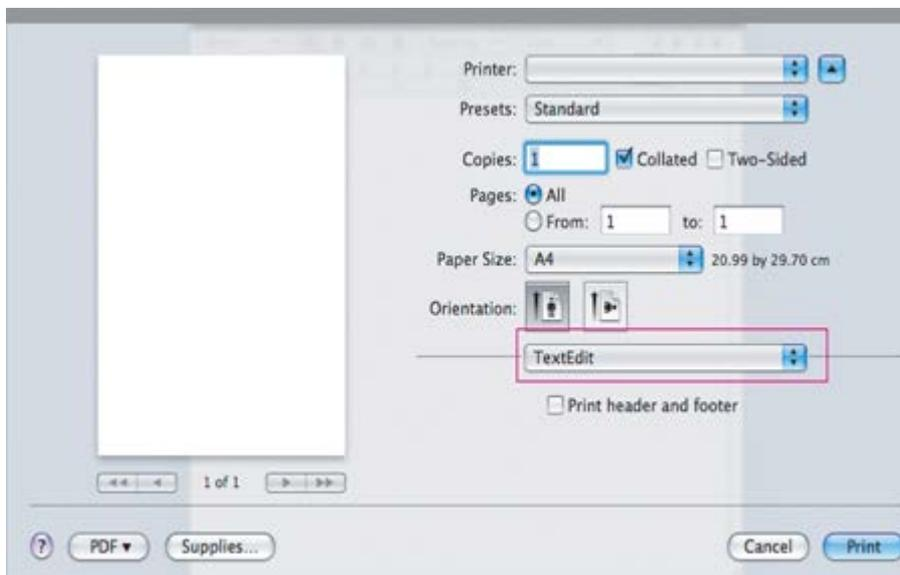 Printer:
Presets: Standard
Copies: 1 Collated Two-Sided
Pages: All
From: 1 to: 1
Paper Size: A4 20.99 by 29.70 cm
Orientation:
TextEdit
Print header and footer
1 of 1
? PDF Supplies... Cancel Print